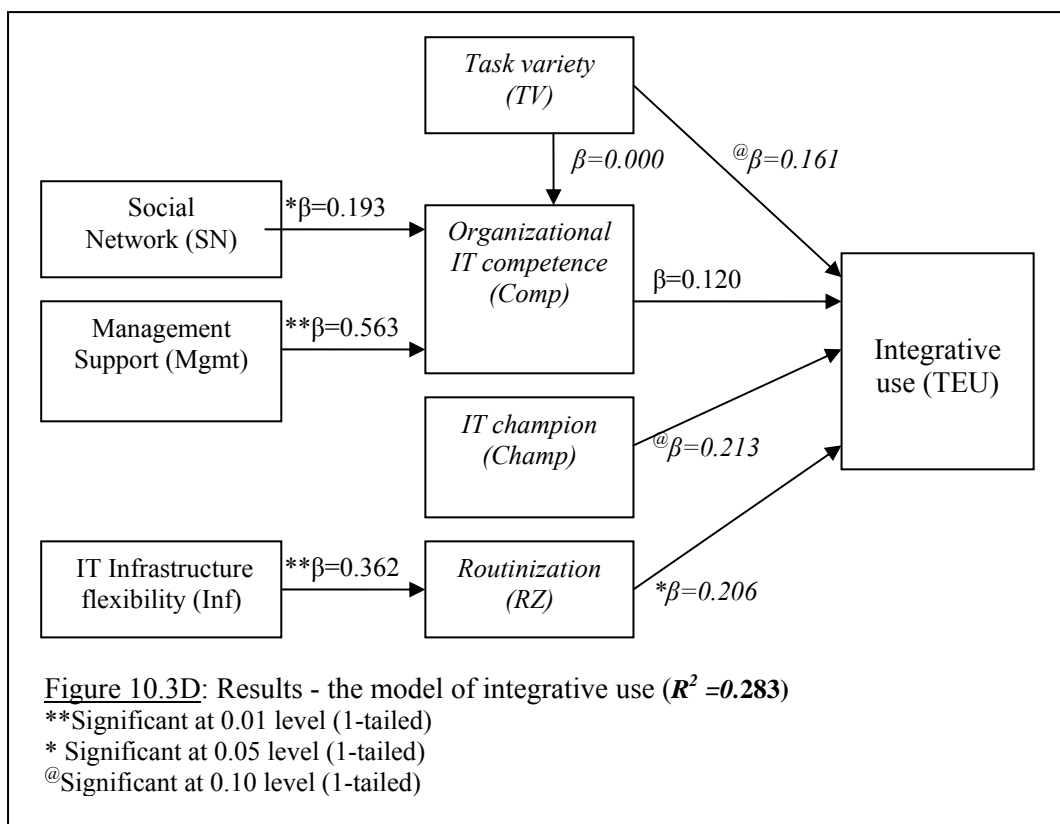 Task variety
(TV)
β=0.000
@β=0.161
Social
Network (SN)
*β=0.193
Organizational
IT competence
(Comp)
β=0.120
Management
Support (Mgmt)
**β=0.563
Integrative
use (TEU)
IT champion
(Champ)
@β=0.213
IT Infrastructure
flexibility (Inf)
**β=0.362
Routinization
(RZ)
*β=0.206
Figure 10.3D: Results - the model of integrative use (R² =0.283)
**Significant at 0.01 level (1-tailed)
* Significant at 0.05 level (1-tailed)
@Significant at 0.10 level (1-tailed)